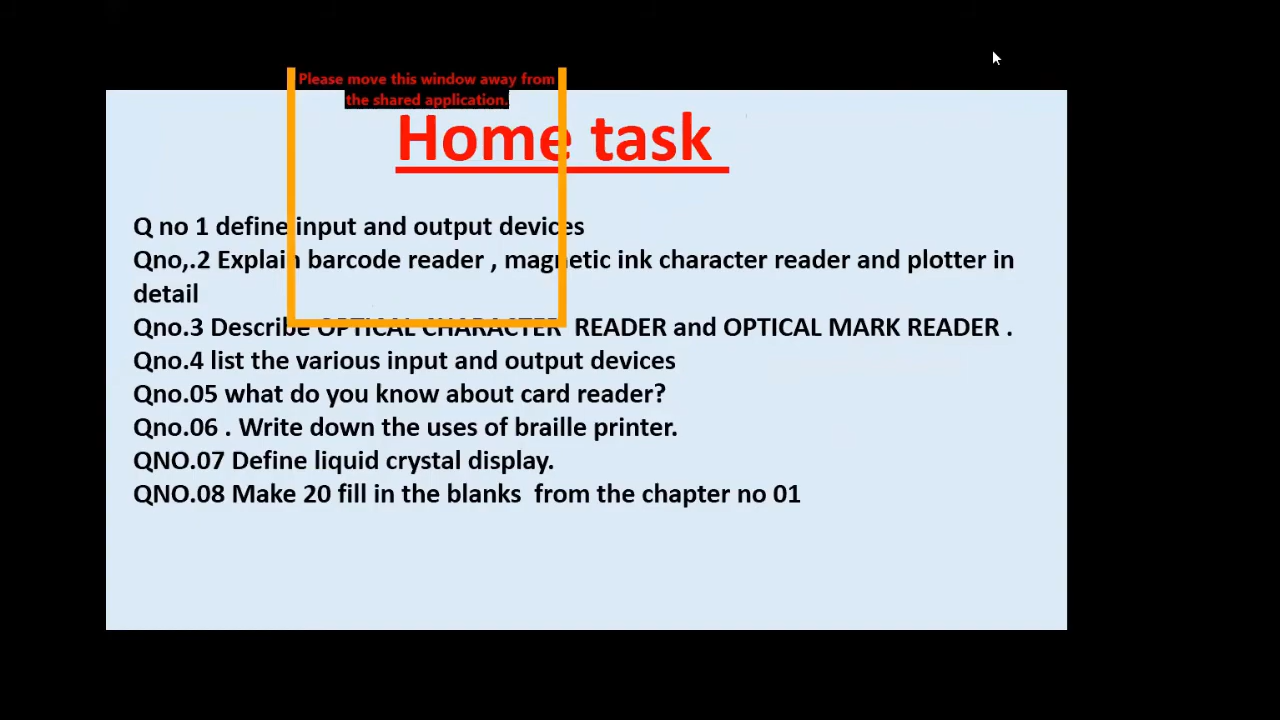 Please move this window away from
the shared application.
Home task
Q no 1 define input and output devices
Qno,.2 Explain barcode reader , magnetic ink character reader and plotter in
detail
Qno.3 Describe OPTICAL CHARACTER READER and OPTICAL MARK READER .
Qno.4 list the various input and output devices
Qno.05 what do you know about card reader?
Qno.06 . Write down the uses of braille printer.
QNO.07 Define liquid crystal display.
QNO.08 Make 20 fill in the blanks from the chapter no 01